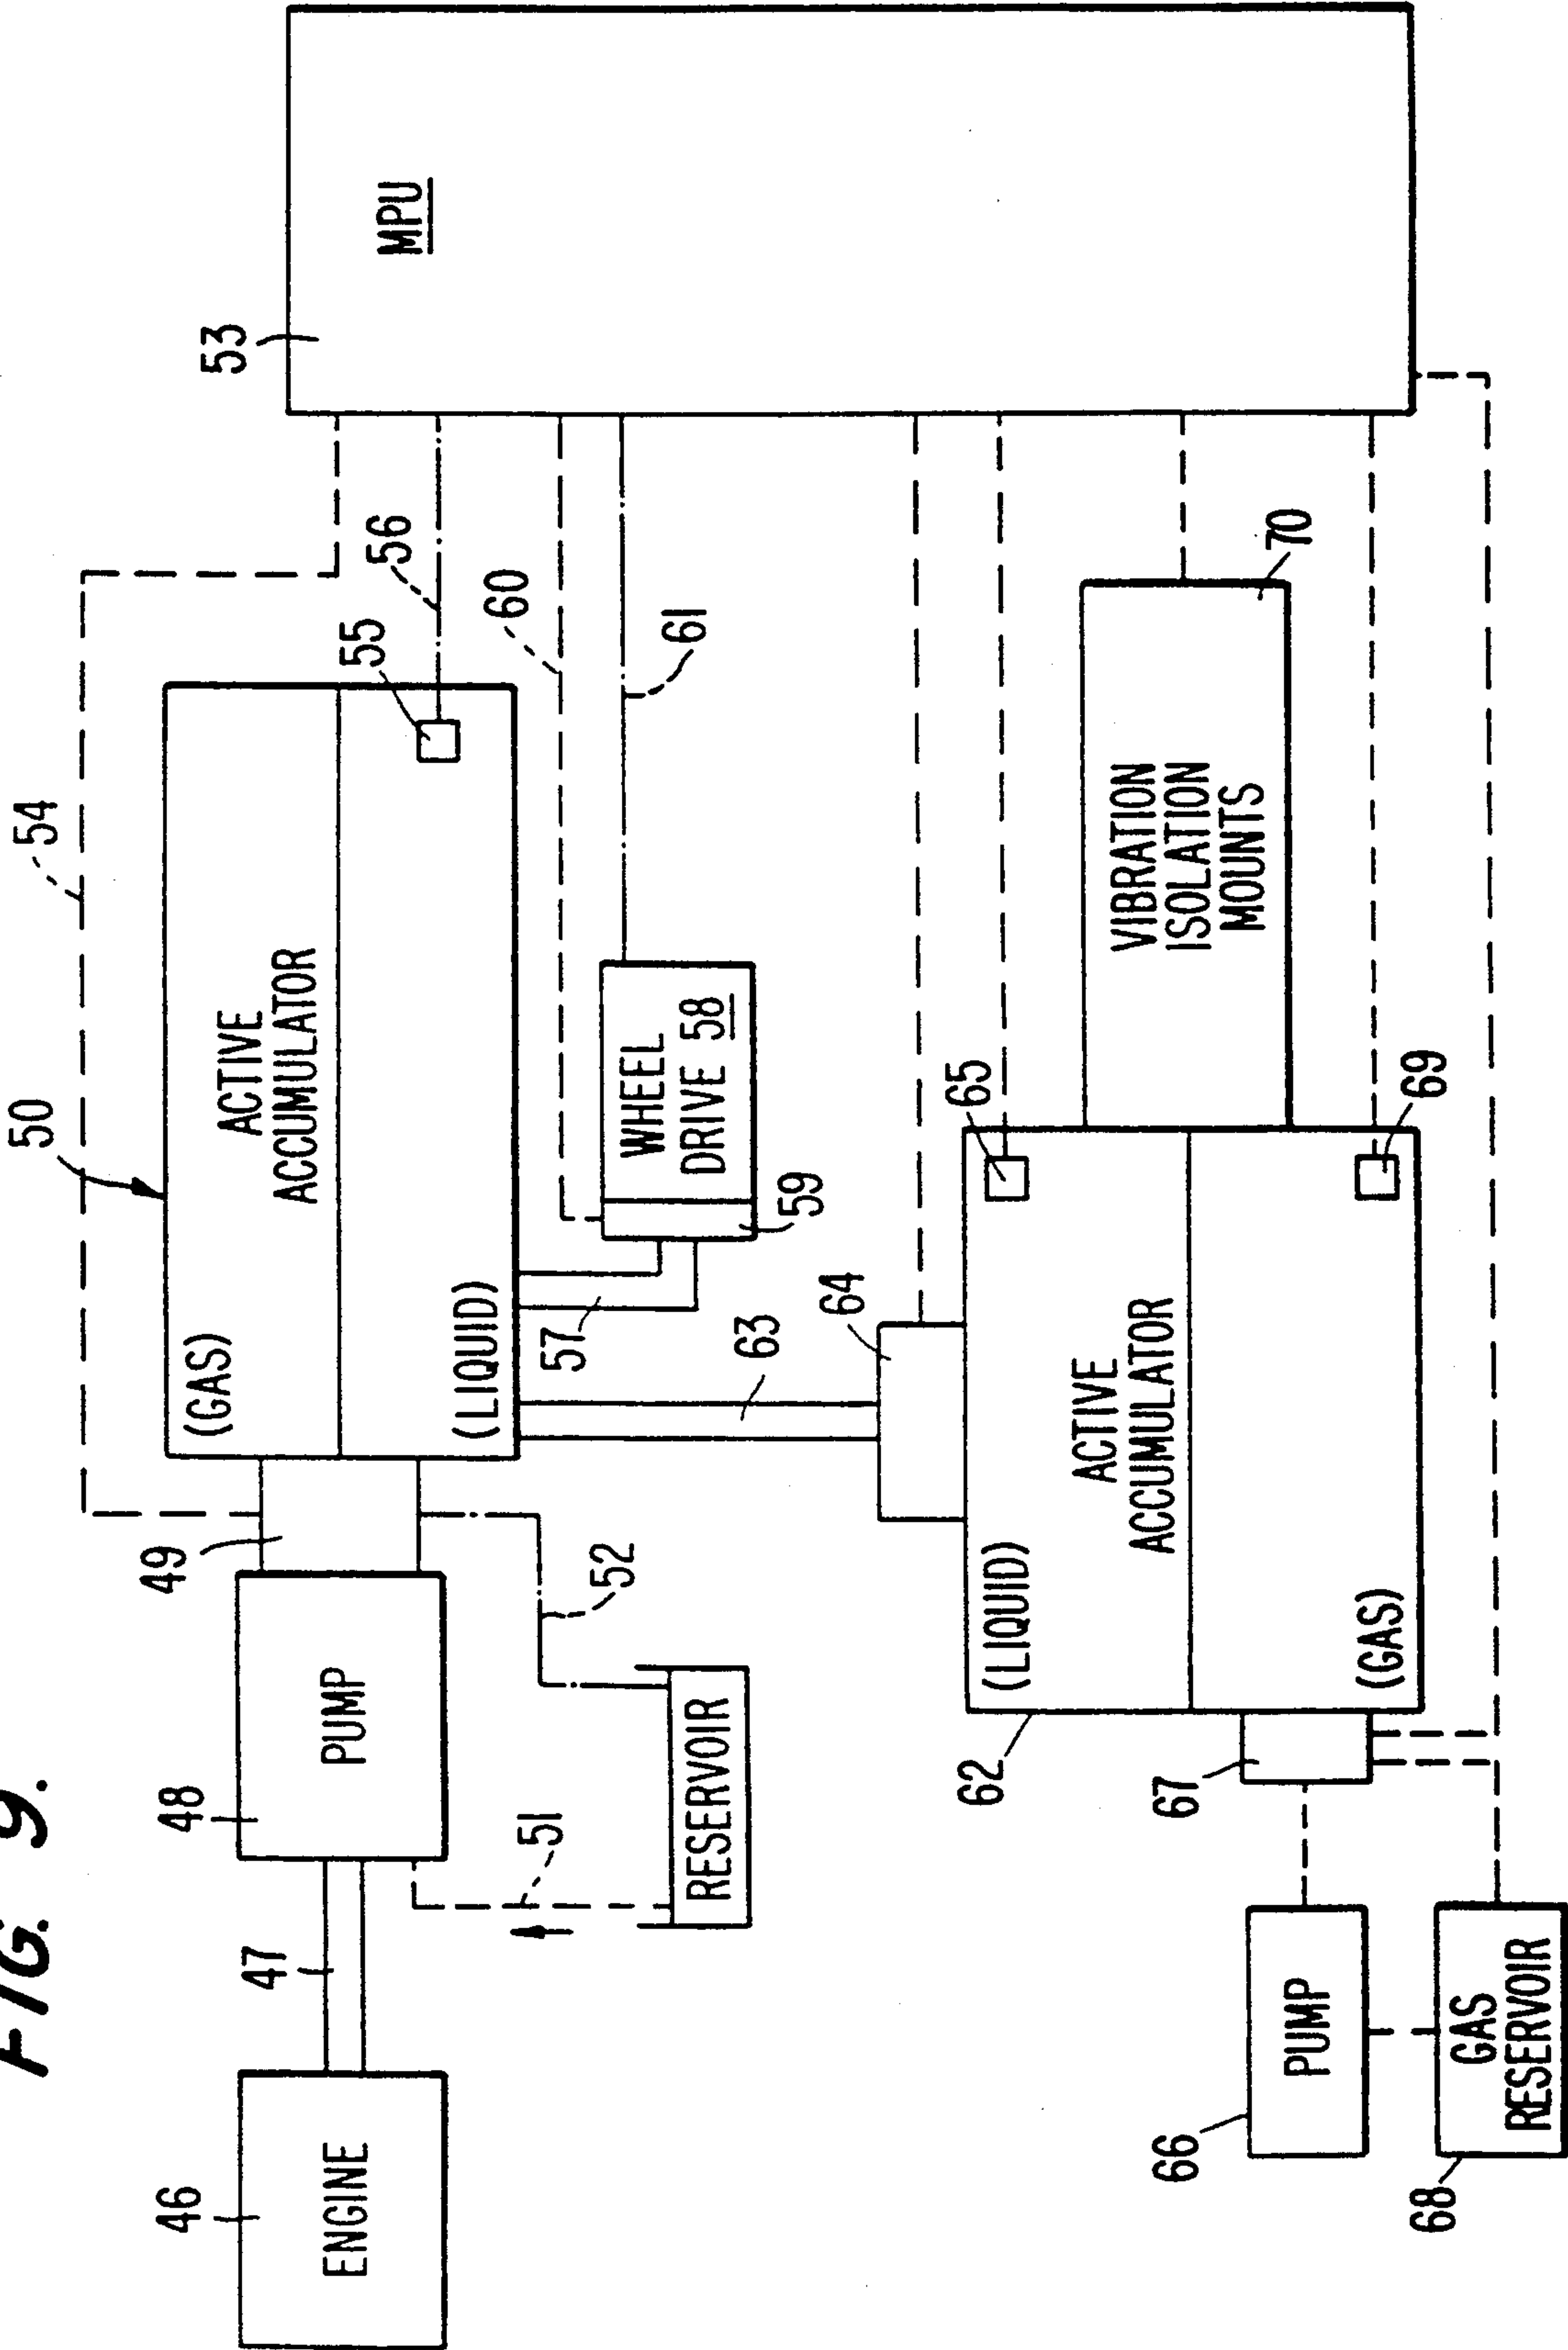 FIG. 9.
46
ENGINE
47
48
PUMP
49
50
(GAS)
ACTIVE
ACCUMULATOR
(LIQUID)
54
51
52
RESERVOIR
55
56
57
WHEEL
DRIVE 58
59
60
61
53
MPU
63
64
62
(LIQUID)
ACTIVE
ACCUMULATOR
(GAS)
65
69
VIBRATION
ISOLATION
MOUNTS
70
67
66
PUMP
68
GAS
RESERVOIR